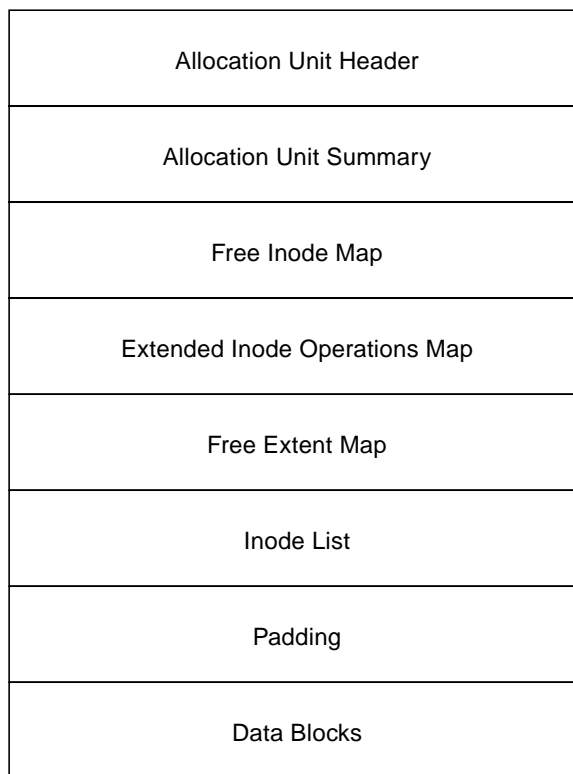 Allocation Unit Header
Allocation Unit Summary
Free Inode Map
Extended Inode Operations Map
Free Extent Map
Inode List
Padding
Data Blocks